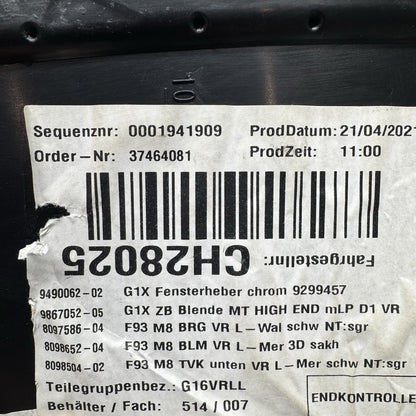 10
Sequenznr: 0001941909 ProdDatum: 21/04/2021
Order-Nr: 37464081 ProdZeit: 11:00
Fahrgestellnr: CH28025
9490062-02 G1X Fensterheber chrom 9299457
9867052-05 G1X ZB Blende MT HIGH END mLP D1 VR
8097586-04 F93 M8 BRG VR L-Wal schw NT:sgr
8098652-04 F93 M8 BLM VR L-Mer 3D sakh
8098504-02 F93 M8 TVK unten VR L-Mer schw NT:sgr
Teilegruppenbez.: G16VRLL
Behälter / Fach: 514 / 007
ENDKONTROLLE